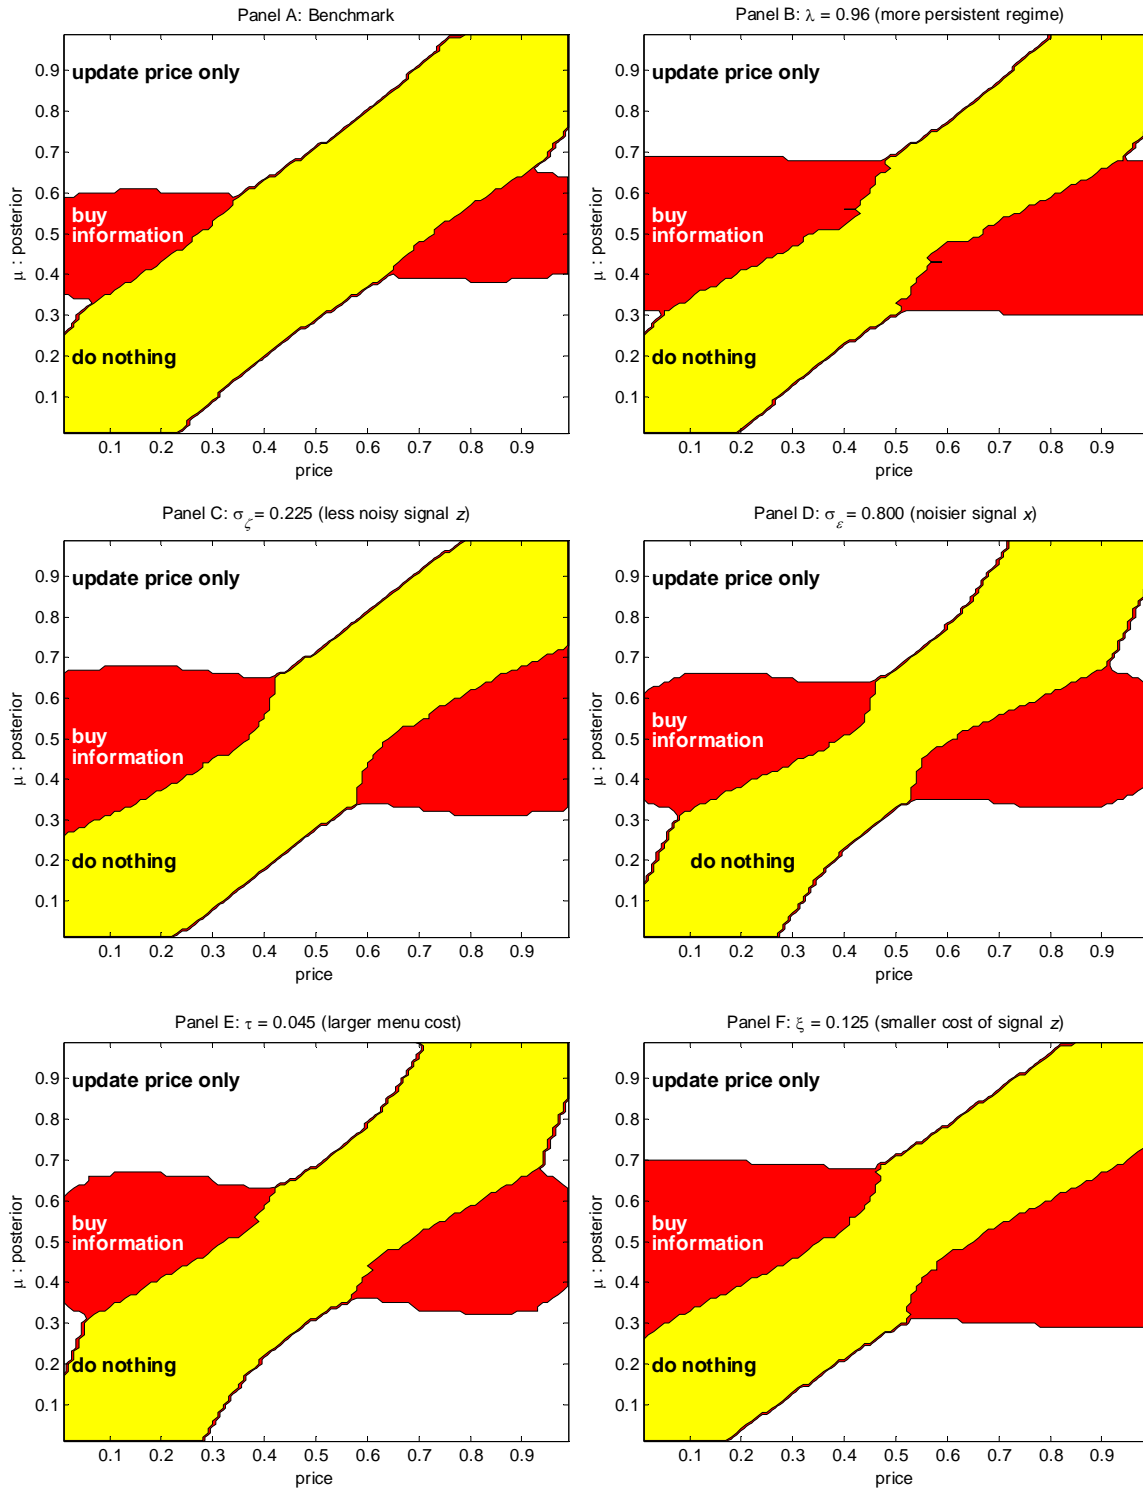 Panel A: Benchmark
0.9
0.8
0.7
0.6
0.5
0.4
0.3
0.2
0.1
μ : posterior
update price only
buy
information
do nothing
0.1 0.2 0.3 0.4 0.5 0.6 0.7 0.8 0.9
price
Panel B: λ = 0.96 (more persistent regime)
0.9
0.8
0.7
0.6
0.5
0.4
0.3
0.2
0.1
μ : posterior
update price only
buy
information
do nothing
0.1 0.2 0.3 0.4 0.5 0.6 0.7 0.8 0.9
price
Panel C: σζ = 0.225 (less noisy signal z)
0.9
0.8
0.7
0.6
0.5
0.4
0.3
0.2
0.1
μ : posterior
update price only
buy
information
do nothing
0.1 0.2 0.3 0.4 0.5 0.6 0.7 0.8 0.9
price
Panel D: σε = 0.800 (noisier signal x)
0.9
0.8
0.7
0.6
0.5
0.4
0.3
0.2
0.1
μ : posterior
update price only
buy
information
do nothing
0.1 0.2 0.3 0.4 0.5 0.6 0.7 0.8 0.9
price
Panel E: τ = 0.045 (larger menu cost)
0.9
0.8
0.7
0.6
0.5
0.4
0.3
0.2
0.1
μ : posterior
update price only
buy
information
do nothing
0.1 0.2 0.3 0.4 0.5 0.6 0.7 0.8 0.9
price
Panel F: ξ = 0.125 (smaller cost of signal z)
0.9
0.8
0.7
0.6
0.5
0.4
0.3
0.2
0.1
μ : posterior
update price only
buy
information
do nothing
0.1 0.2 0.3 0.4 0.5 0.6 0.7 0.8 0.9
price